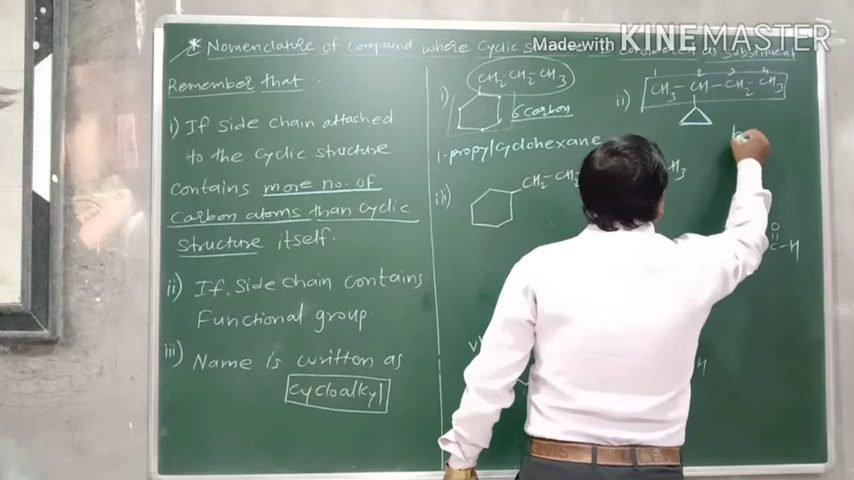 * Nomenclature of compound where cyclic s
substituent
Made with KINEMASTER
Remember that :-
i) If side chain attached
to the cyclic structure
contains more no. of
Carbon atoms than cyclic
structure itself.
ii) If side chain contains
Functional group.
iii) Name is written as
cycloalkyl
i) CH2 CH2 CH3
6 carbon
1-propylcyclohexane
ii) 1 2 3 4
CH3 - CH - CH2 - CH3
iii) CH2 - CH2
H3
O
C-H
v)
H